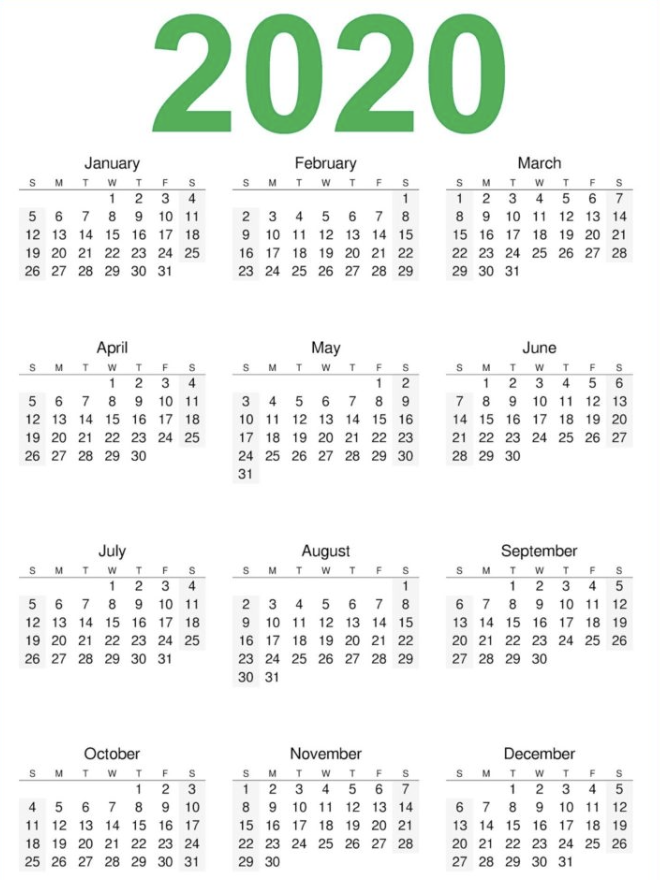 2020
January
S M T W T F S
1 2 3 4
5 6 7 8 9 10 11
12 13 14 15 16 17 18
19 20 21 22 23 24 25
26 27 28 29 30 31
February
S M T W T F S
1
2 3 4 5 6 7 8
9 10 11 12 13 14 15
16 17 18 19 20 21 22
23 24 25 26 27 28 29
March
S M T W T F S
1 2 3 4 5 6 7
8 9 10 11 12 13 14
15 16 17 18 19 20 21
22 23 24 25 26 27 28
29 30 31
April
S M T W T F S
1 2 3 4
5 6 7 8 9 10 11
12 13 14 15 16 17 18
19 20 21 22 23 24 25
26 27 28 29 30
May
S M T W T F S
1 2
3 4 5 6 7 8 9
10 11 12 13 14 15 16
17 18 19 20 21 22 23
24 25 26 27 28 29 30
31
June
S M T W T F S
1 2 3 4 5 6
7 8 9 10 11 12 13
14 15 16 17 18 19 20
21 22 23 24 25 26 27
28 29 30
July
S M T W T F S
1 2 3 4
5 6 7 8 9 10 11
12 13 14 15 16 17 18
19 20 21 22 23 24 25
26 27 28 29 30 31
August
S M T W T F S
1
2 3 4 5 6 7 8
9 10 11 12 13 14 15
16 17 18 19 20 21 22
23 24 25 26 27 28 29
30 31
September
S M T W T F S
1 2 3 4 5
6 7 8 9 10 11 12
13 14 15 16 17 18 19
20 21 22 23 24 25 26
27 28 29 30
October
S M T W T F S
1 2 3
4 5 6 7 8 9 10
11 12 13 14 15 16 17
18 19 20 21 22 23 24
25 26 27 28 29 30 31
November
S M T W T F S
1 2 3 4 5 6 7
8 9 10 11 12 13 14
15 16 17 18 19 20 21
22 23 24 25 26 27 28
29 30
December
S M T W T F S
1 2 3 4 5
6 7 8 9 10 11 12
13 14 15 16 17 18 19
20 21 22 23 24 25 26
27 28 29 30 31